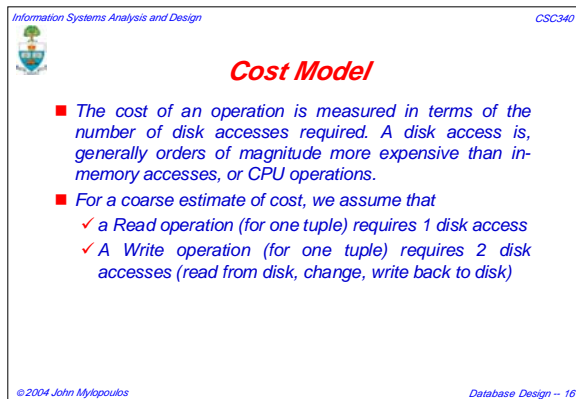 Information Systems Analysis and Design CSC340
Cost Model
The cost of an operation is measured in terms of the
number of disk accesses required. A disk access is,
generally orders of magnitude more expensive than in-
memory accesses, or CPU operations.
For a coarse estimate of cost, we assume that
a Read operation (for one tuple) requires 1 disk access
A Write operation (for one tuple) requires 2 disk
accesses (read from disk, change, write back to disk)
© 2004 John Mylopoulos Database Design -- 16